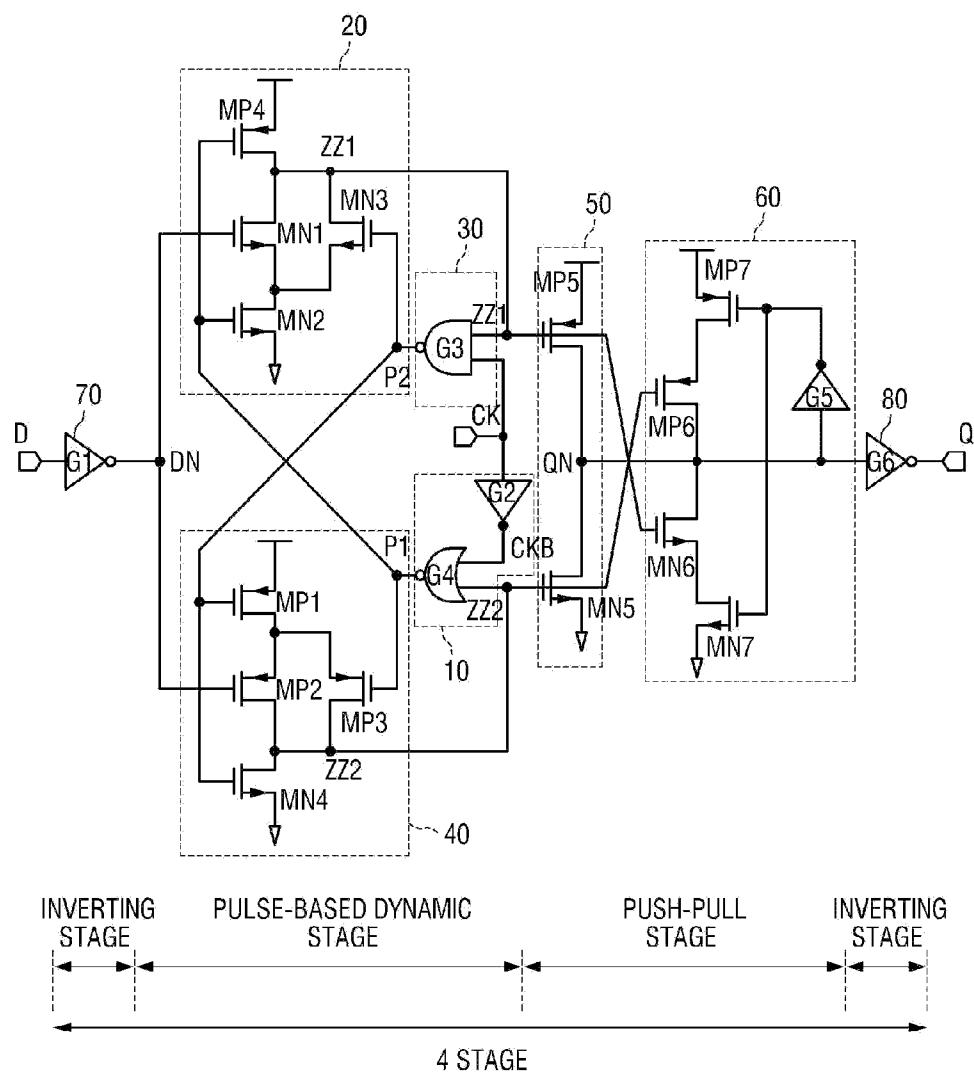 20
MP4
ZZ1
MN3
MN1
MN2
30
ZZ1
G3
P2
CK
50
MP5
60
MP7
G5
MP6
70
D
G1
DN
QN
80
G6
Q
G2
CKB
P1
G4
ZZ2
MN5
MN6
MN7
10
MP1
MP2
MP3
ZZ2
MN4
40
INVERTING
STAGE
PULSE-BASED DYNAMIC
STAGE
PUSH-PULL
STAGE
INVERTING
STAGE
4 STAGE